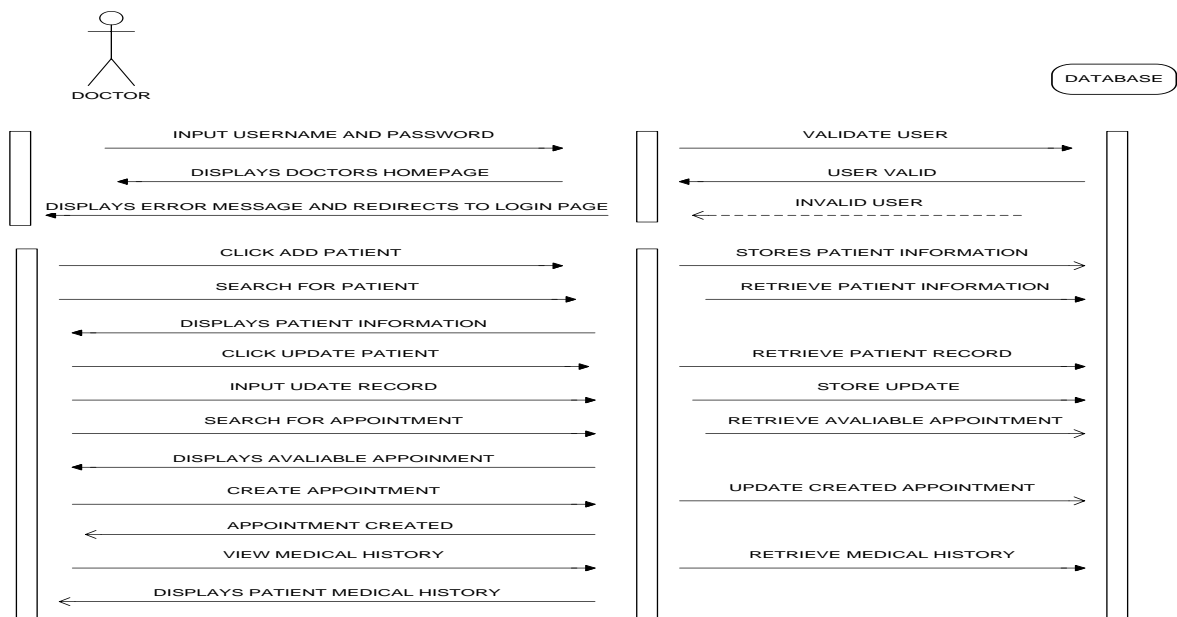 DOCTOR
DATABASE
INPUT USERNAME AND PASSWORD
VALIDATE USER
DISPLAYS DOCTORS HOMEPAGE
USER VALID
DISPLAYS ERROR MESSAGE AND REDIRECTS TO LOGIN PAGE
INVALID USER
CLICK ADD PATIENT
STORES PATIENT INFORMATION
SEARCH FOR PATIENT
RETRIEVE PATIENT INFORMATION
DISPLAYS PATIENT INFORMATION
CLICK UPDATE PATIENT
RETRIEVE PATIENT RECORD
INPUT UDATE RECORD
STORE UPDATE
SEARCH FOR APPOINTMENT
RETRIEVE AVALIABLE APPOINTMENT
DISPLAYS AVALIABLE APPOINMENT
CREATE APPOINTMENT
UPDATE CREATED APPOINTMENT
APPOINTMENT CREATED
VIEW MEDICAL HISTORY
RETRIEVE MEDICAL HISTORY
DISPLAYS PATIENT MEDICAL HISTORY